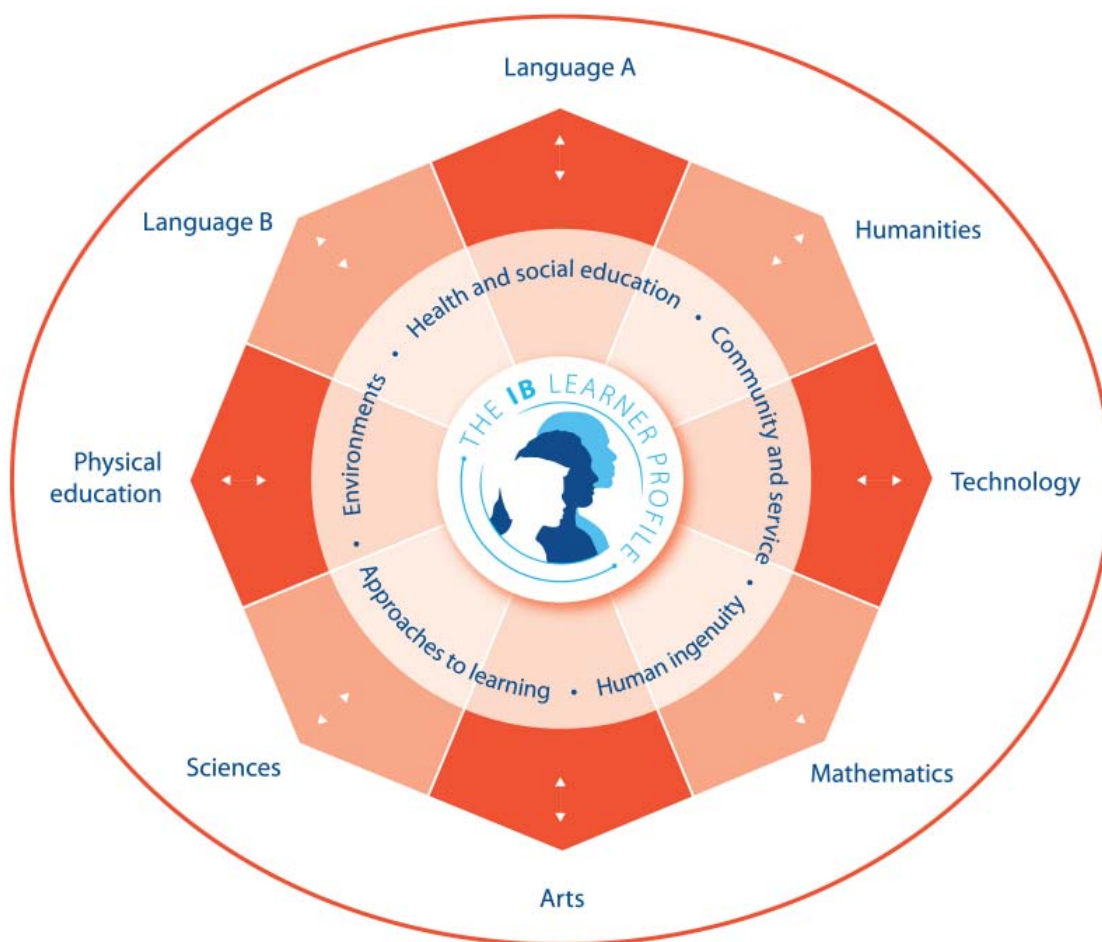 Language A
Language B
Humanities
Health and social education
•
Community and service
•
Environments
•
THE IB LEARNER PROFILE
Physical
education
Technology
•
Approaches to learning
•
Human ingenuity
Sciences
Mathematics
Arts